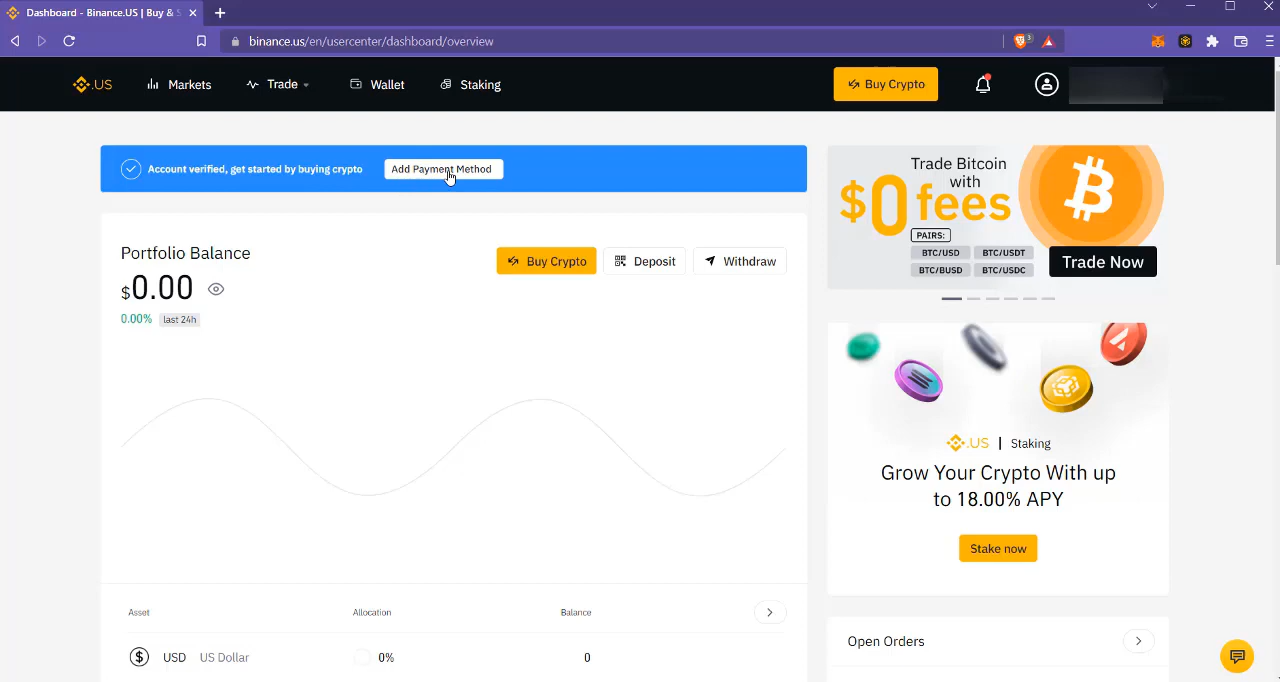 Dashboard - Binance.US | Buy & S
binance.us/en/usercenter/dashboard/overview
3
.US
Markets
Trade
Wallet
Staking
Buy Crypto
Account verified, get started by buying crypto
Add Payment Method
Portfolio Balance
$0.00
0.00%
last 24h
Buy Crypto
Deposit
Withdraw
Asset
Allocation
Balance
USD
US Dollar
0%
0
Trade Bitcoin
with
$0 fees
PAIRS:
BTC/USD
BTC/USDT
BTC/BUSD
BTC/USDC
Trade Now
.US | Staking
Grow Your Crypto With up
to 18.00% APY
Stake now
Open Orders